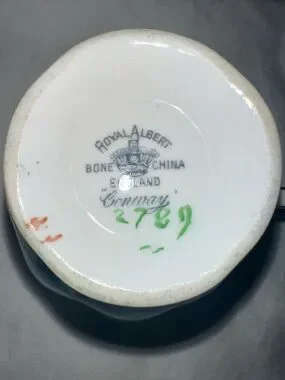 ROYAL ALBERT
BONE CHINA
ENGLAND
"Conway"
2789